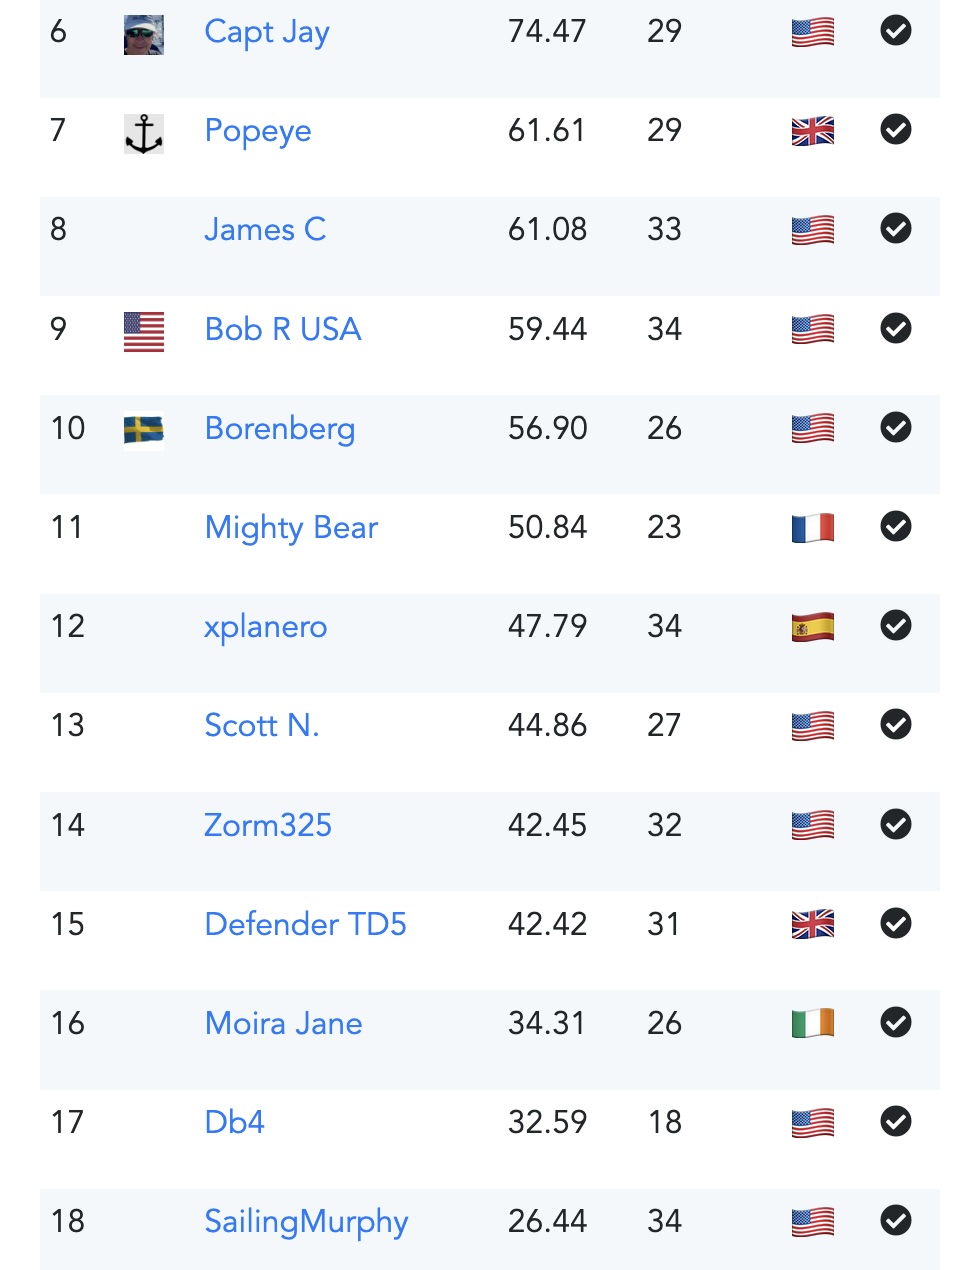 6 Capt Jay 74.47 29
7 Popeye 61.61 29
8 James C 61.08 33
9 Bob R USA 59.44 34
10 Borenberg 56.90 26
11 Mighty Bear 50.84 23
12 xplanero 47.79 34
13 Scott N. 44.86 27
14 Zorm325 42.45 32
15 Defender TD5 42.42 31
16 Moira Jane 34.31 26
17 Db4 32.59 18
18 SailingMurphy 26.44 34